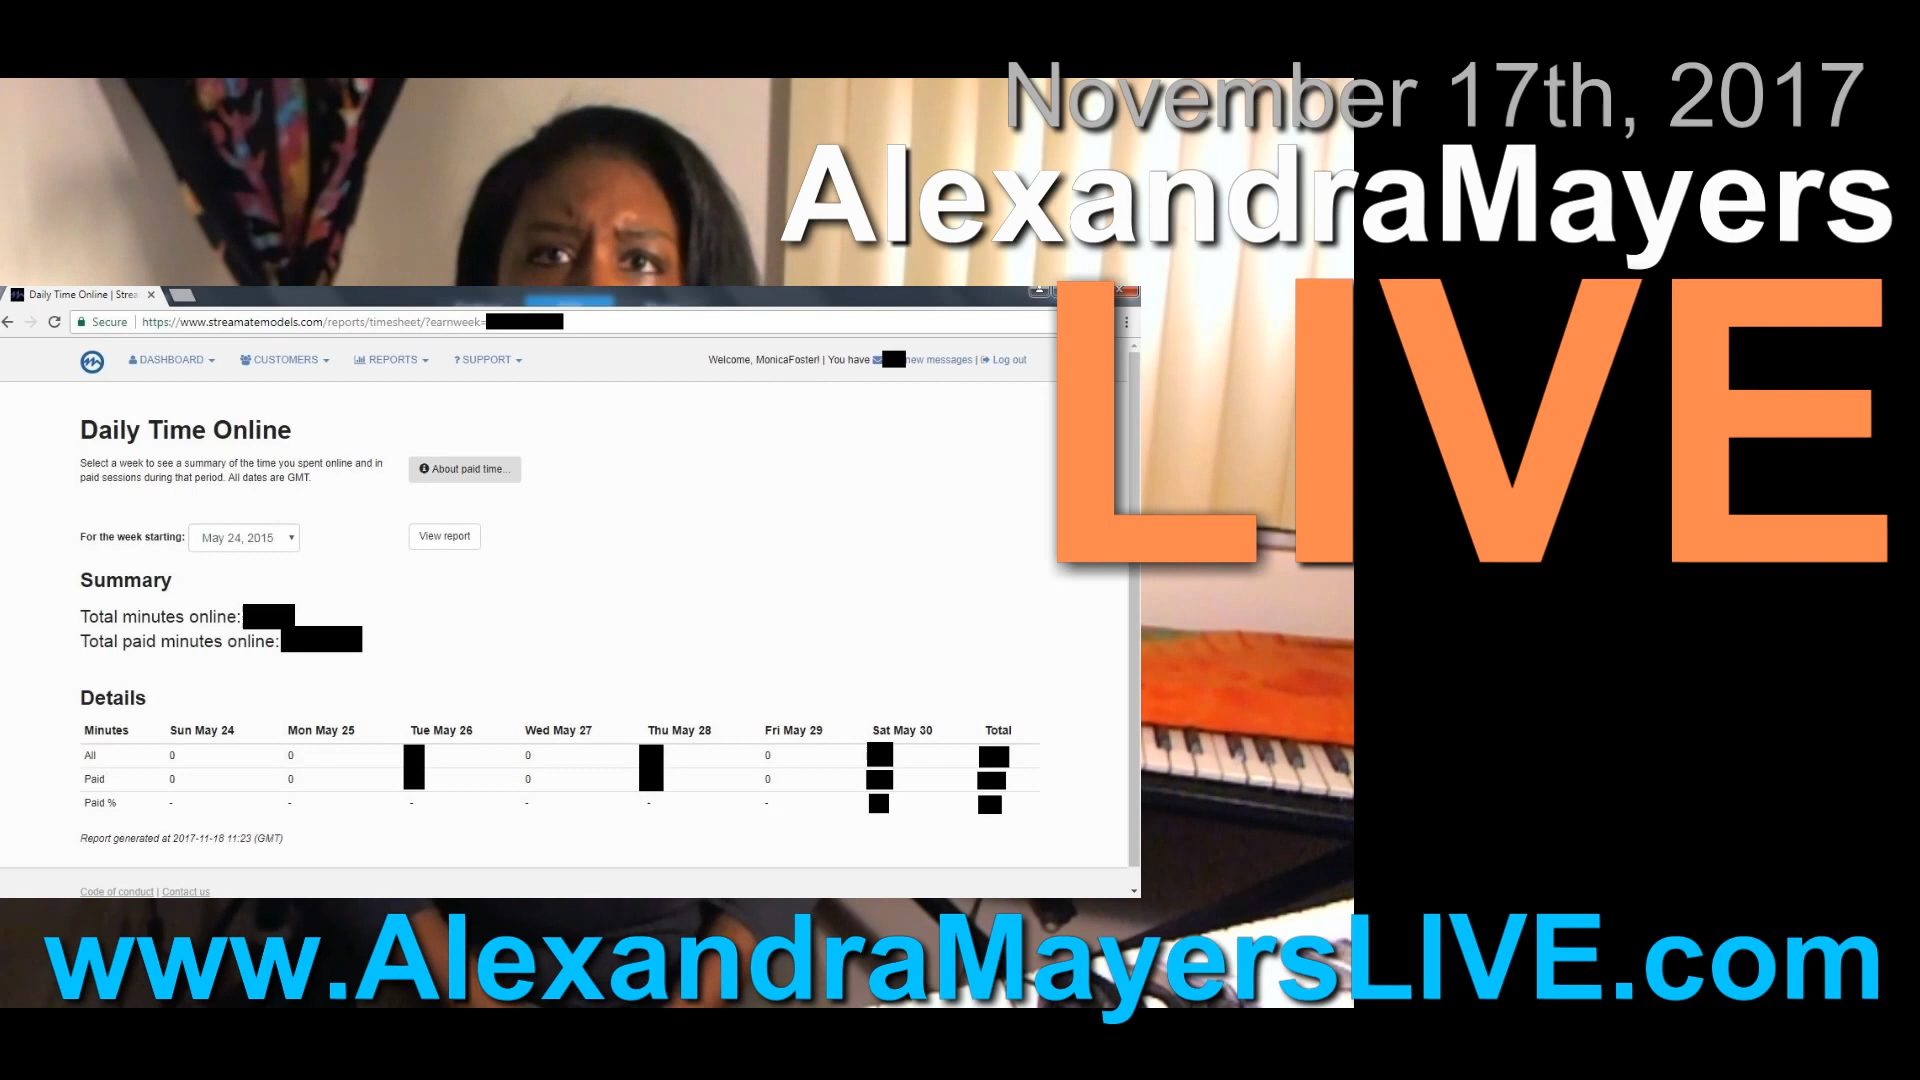 November 17th, 2017
AlexandraMayers
LIVE
Daily Time Online | Strea
Secure | https://www.streamatemodels.com/reports/timesheet/?earnweek=
DASHBOARD CUSTOMERS REPORTS ? SUPPORT Welcome, MonicaFoster! | You have new messages | Log out
Daily Time Online
Select a week to see a summary of the time you spent online and in
paid sessions during that period. All dates are GMT.
About paid time...
For the week starting: May 24, 2015 View report
Summary
Total minutes online:
Total paid minutes online:
Details
Minutes Sun May 24 Mon May 25 Tue May 26 Wed May 27 Thu May 28 Fri May 29 Sat May 30 Total
All 0 0 0 0
Paid 0 0 0 0
Paid % - - - - - -
Report generated at 2017-11-18 11:23 (GMT)
Code of conduct | Contact us
www.AlexandraMayersLIVE.com